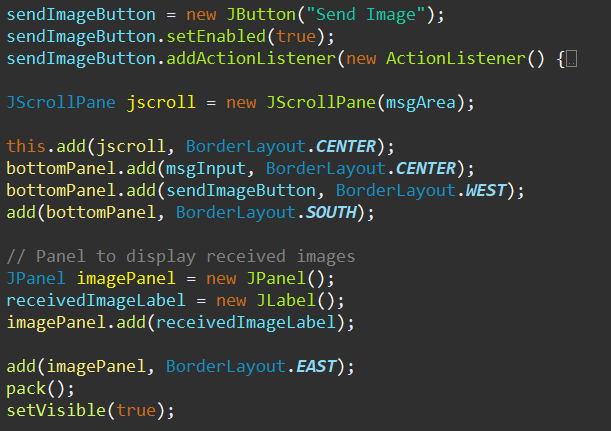 sendImageButton = new JButton("Send Image");
sendImageButton.setEnabled(true);
sendImageButton.addActionListener(new ActionListener() {
JScrollPane jscroll = new JScrollPane(msgArea);
this.add(jscroll, BorderLayout.CENTER);
bottomPanel.add(msgInput, BorderLayout.CENTER);
bottomPanel.add(sendImageButton, BorderLayout.WEST);
add(bottomPanel, BorderLayout.SOUTH);
// Panel to display received images
JPanel imagePanel = new JPanel();
receivedImageLabel = new JLabel();
imagePanel.add(receivedImageLabel);
add(imagePanel, BorderLayout.EAST);
pack();
setVisible(true);